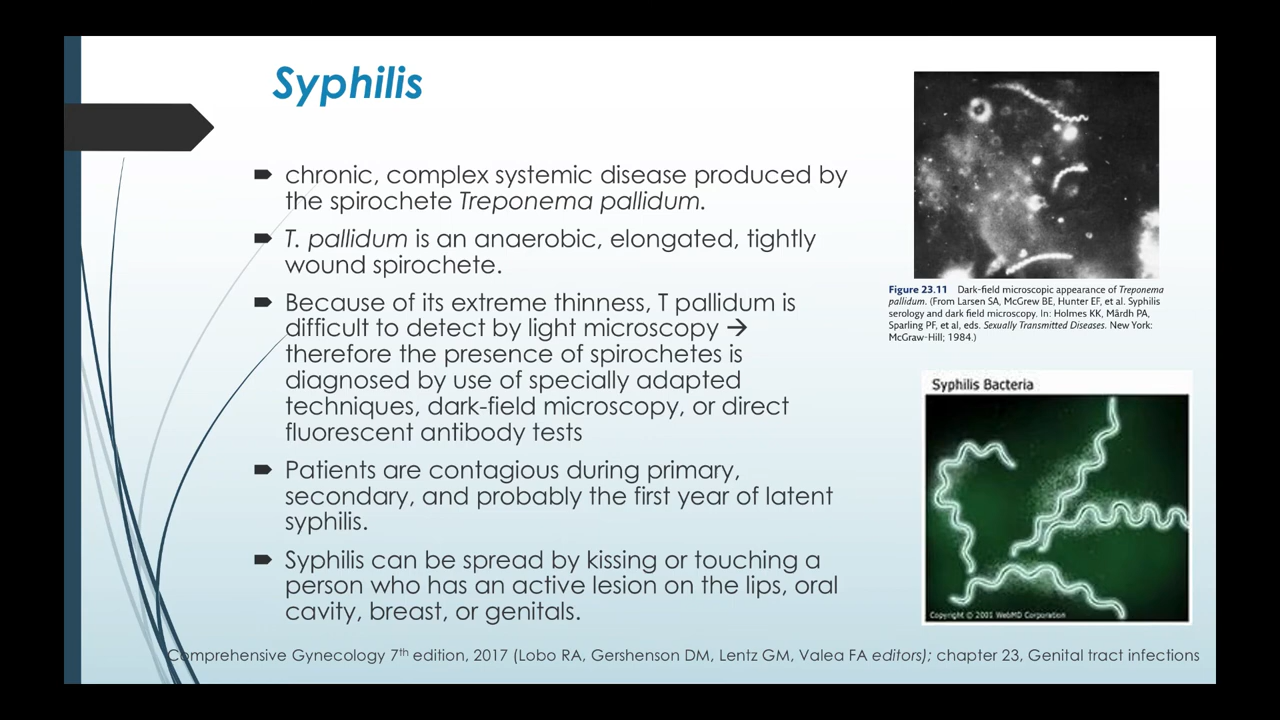 Syphilis
chronic, complex systemic disease produced by
the spirochete Treponema pallidum.
T. pallidum is an anaerobic, elongated, tightly
wound spirochete.
Because of its extreme thinness, T pallidum is
difficult to detect by light microscopy →
therefore the presence of spirochetes is
diagnosed by use of specially adapted
techniques, dark-field microscopy, or direct
fluorescent antibody tests
Patients are contagious during primary,
secondary, and probably the first year of latent
syphilis.
Syphilis can be spread by kissing or touching a
person who has an active lesion on the lips, oral
cavity, breast, or genitals.
Figure 23.11 Dark-field microscopic appearance of Treponema
pallidum. (From Larsen SA, McGrew BE, Hunter EF, et al. Syphilis
serology and dark field microscopy. In: Holmes KK, Mårdh PA,
Sparling PF, et al, eds. Sexually Transmitted Diseases. New York:
McGraw-Hill; 1984.)
Syphilis Bacteria
Copyright © 2001 WebMD Corporation
Comprehensive Gynecology 7th edition, 2017 (Lobo RA, Gershenson DM, Lentz GM, Valea FA editors); chapter 23, Genital tract infections